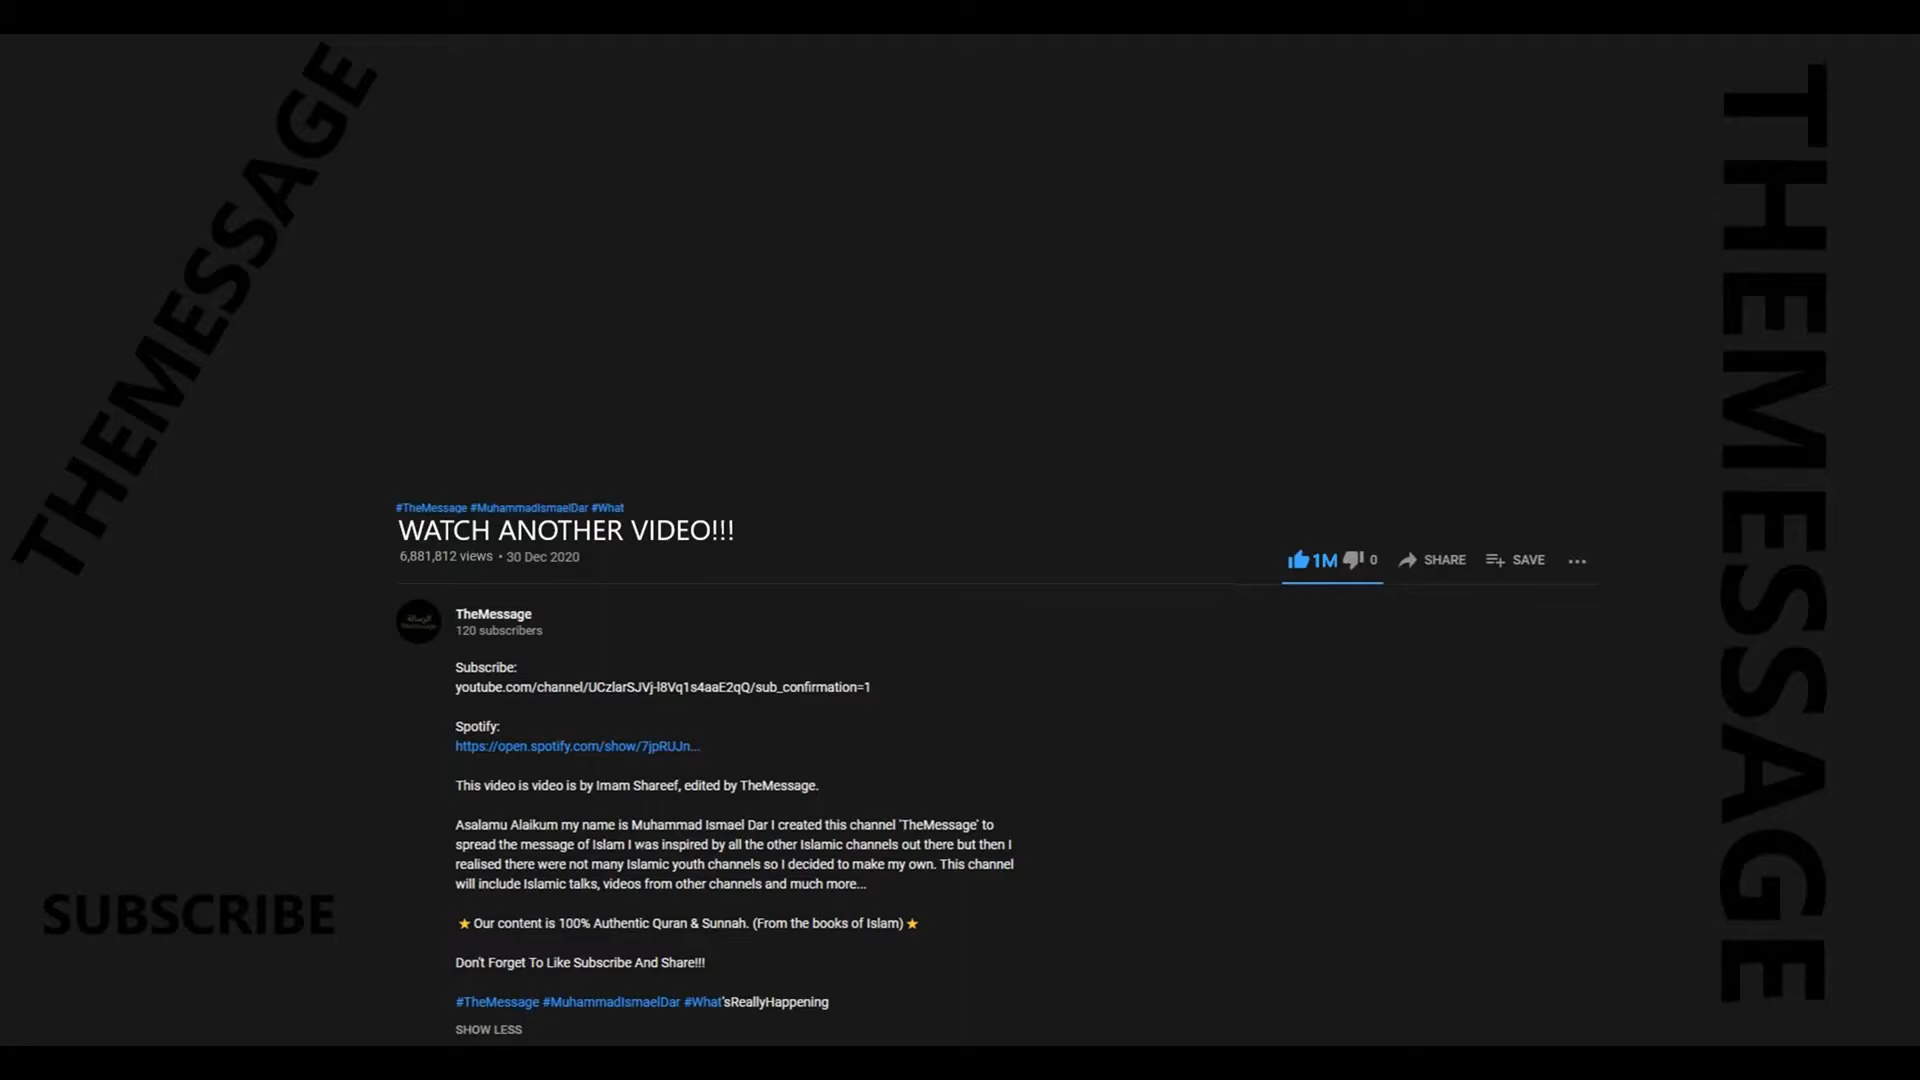 THEMESSAGE
THEMESSAGE
#TheMessage #MuhammadIsmaelDar #What
WATCH ANOTHER VIDEO!!!
6,881,812 views • 30 Dec 2020
1M 0 SHARE SAVE ...
الرسالة
TheMessage
TheMessage
120 subscribers
Subscribe:
youtube.com/channel/UCzlarSJVj-l8Vq1s4aaE2qQ/sub_confirmation=1
Spotify:
https://open.spotify.com/show/7jpRUJn...
This video is video is by Imam Shareef, edited by TheMessage.
Asalamu Alaikum my name is Muhammad Ismael Dar I created this channel 'TheMessage' to
spread the message of Islam I was inspired by all the other Islamic channels out there but then I
realised there were not many Islamic youth channels so I decided to make my own. This channel
will include Islamic talks, videos from other channels and much more...
⭐Our content is 100% Authentic Quran & Sunnah. (From the books of Islam)⭐
SUBSCRIBE
Don't Forget To Like Subscribe And Share!!!
#TheMessage #MuhammadIsmaelDar #What'sReallyHappening
SHOW LESS